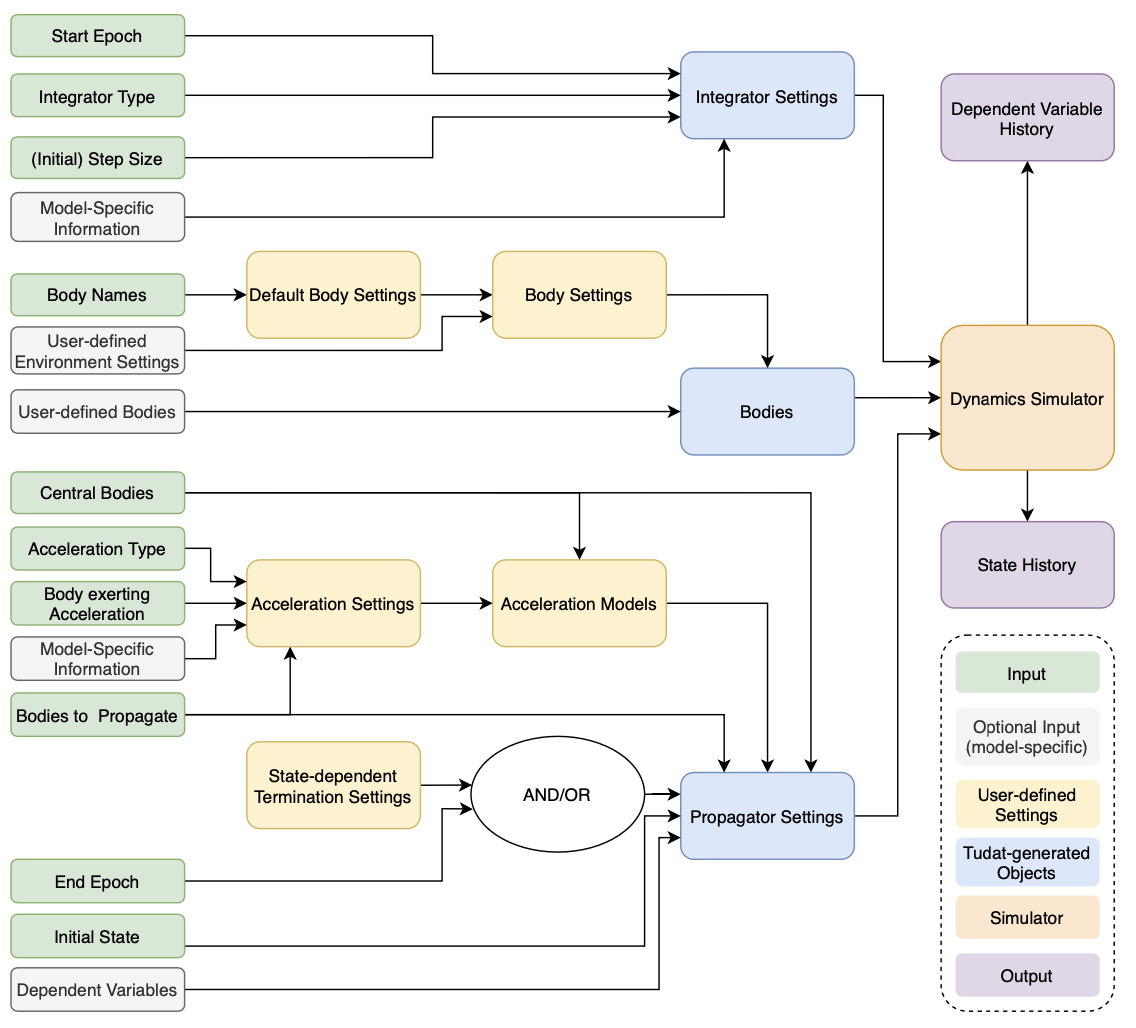 Start Epoch
Integrator Type
(Initial) Step Size
Model-Specific
Information
Integrator Settings
Dependent Variable
History
Body Names
Default Body Settings
Body Settings
User-defined
Environment Settings
User-defined Bodies
Bodies
Dynamics Simulator
Central Bodies
Acceleration Type
Body exerting
Acceleration
Model-Specific
Information
Bodies to Propagate
Acceleration Settings
Acceleration Models
State History
State-dependent
Termination Settings
AND/OR
Propagator Settings
End Epoch
Initial State
Dependent Variables
Input
Optional Input
(model-specific)
User-defined
Settings
Tudat-generated
Objects
Simulator
Output